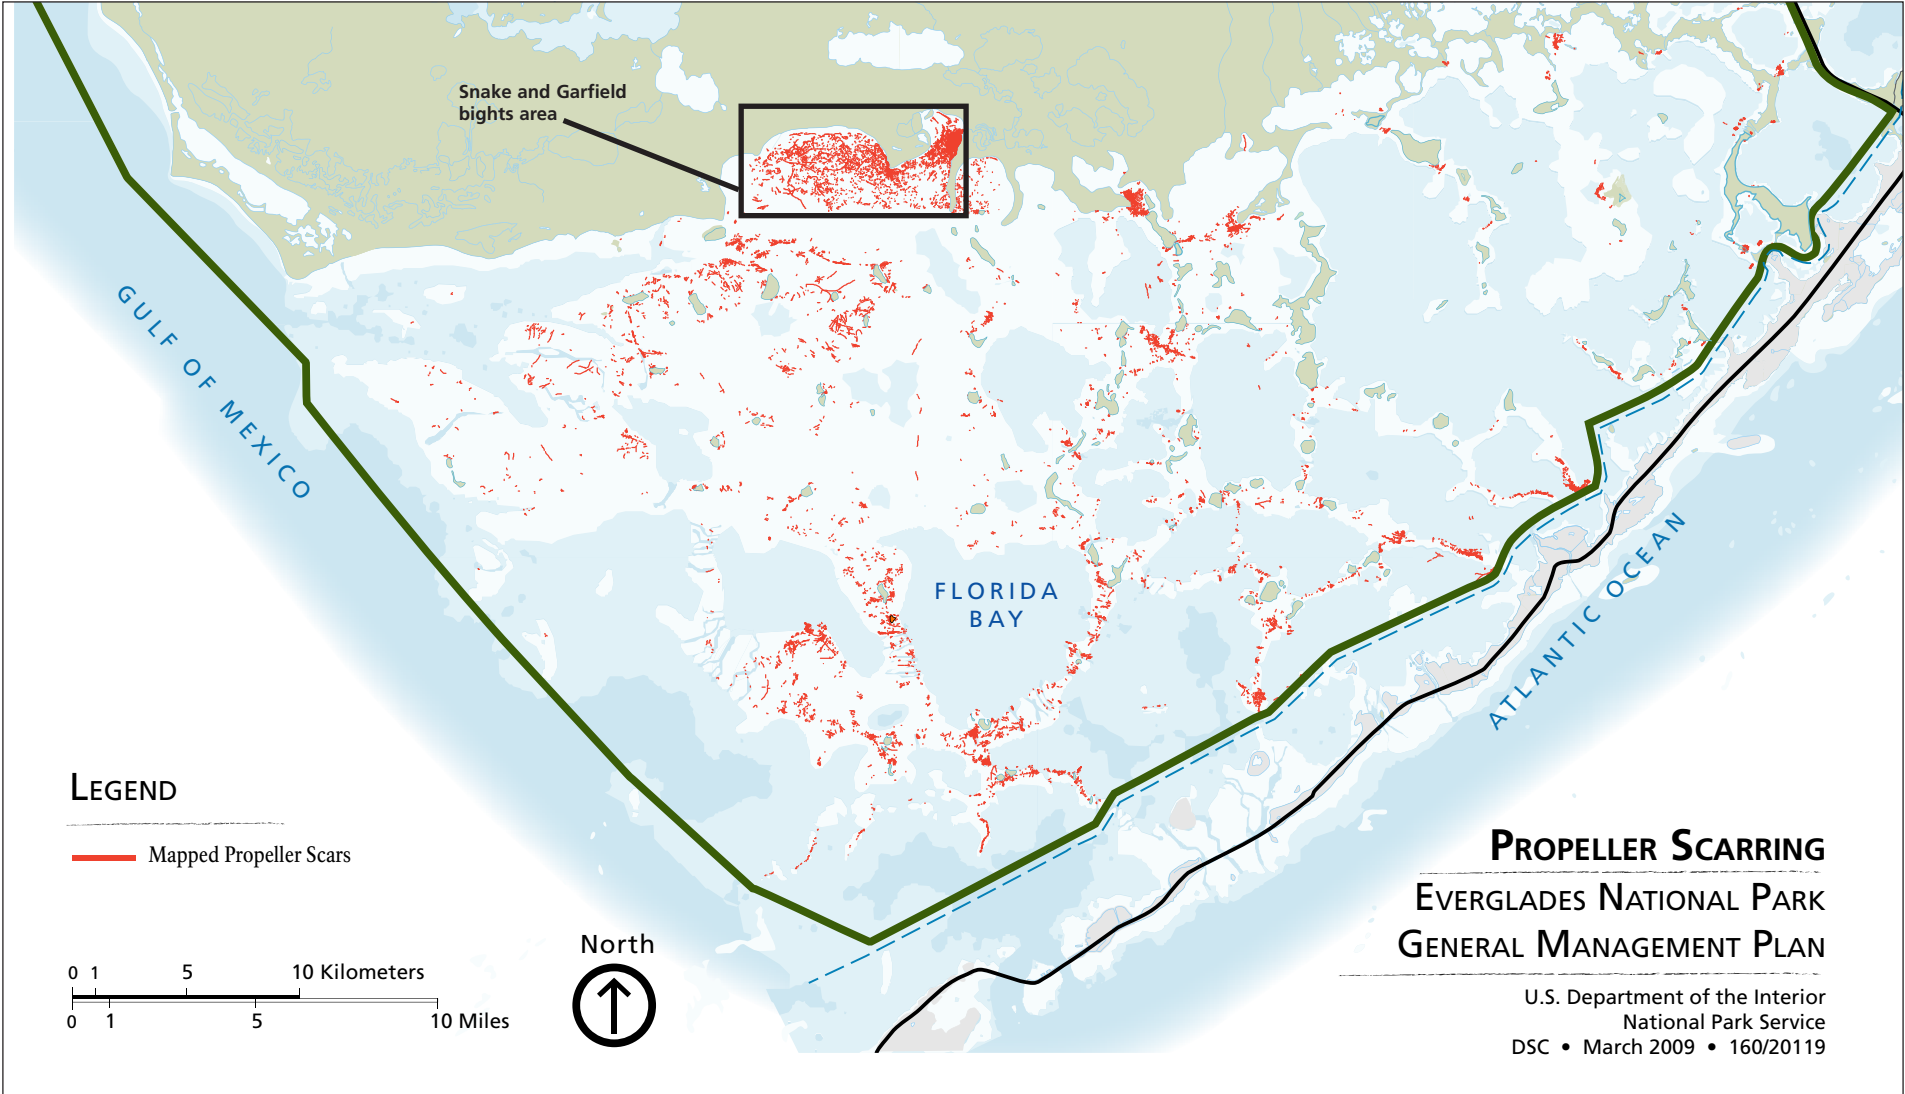 Snake and Garfield
bights area
GULF OF MEXICO
FLORIDA
BAY
ATLANTIC OCEAN
LEGEND
Mapped Propeller Scars
0 1 5 10 Kilometers
0 1 5 10 Miles
North
PROPELLER SCARRING
EVERGLADES NATIONAL PARK
GENERAL MANAGEMENT PLAN
U.S. Department of the Interior
National Park Service
DSC • March 2009 • 160/20119